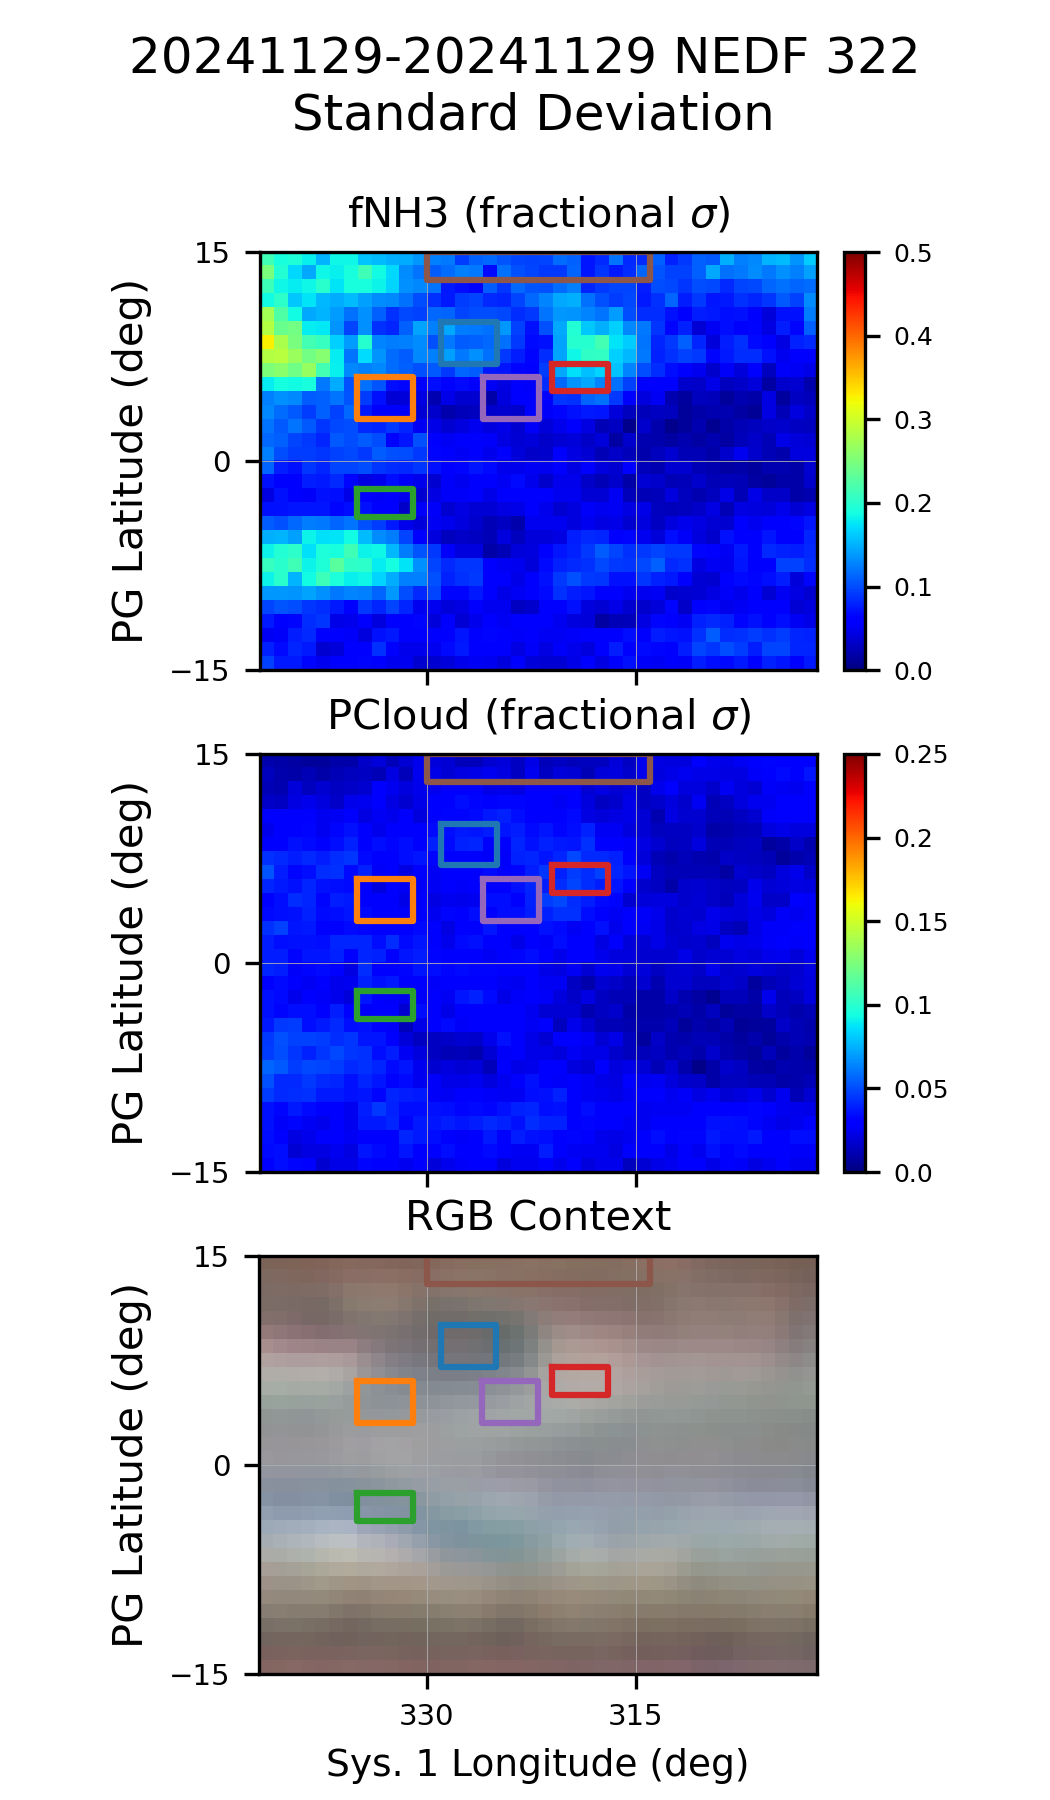 20241129-20241129 NEDF 322
Standard Deviation
fNH3 (fractional σ)
15
0
−15
PG Latitude (deg)
0.5
0.4
0.3
0.2
0.1
0.0
PCloud (fractional σ)
15
0
−15
PG Latitude (deg)
0.25
0.2
0.15
0.1
0.05
0.0
RGB Context
15
0
−15
PG Latitude (deg)
330
315
Sys. 1 Longitude (deg)